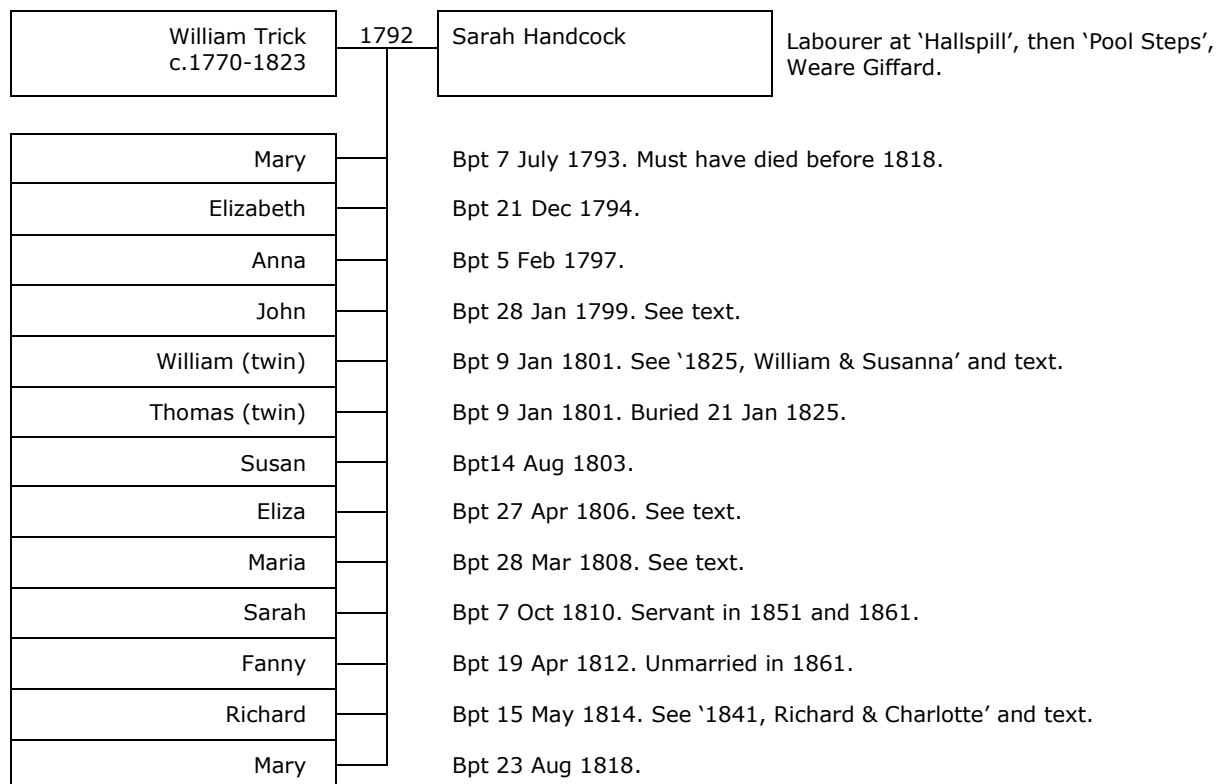 William Trick 1792 Sarah Handcock
c.1770-1823
Labourer at ‘Hallspill’, then ‘Pool Steps’,
Weare Giffard.
Mary Bpt 7 July 1793. Must have died before 1818.
Elizabeth Bpt 21 Dec 1794.
Anna Bpt 5 Feb 1797.
John Bpt 28 Jan 1799. See text.
William (twin) Bpt 9 Jan 1801. See ‘1825, William & Susanna’ and text.
Thomas (twin) Bpt 9 Jan 1801. Buried 21 Jan 1825.
Susan Bpt14 Aug 1803.
Eliza Bpt 27 Apr 1806. See text.
Maria Bpt 28 Mar 1808. See text.
Sarah Bpt 7 Oct 1810. Servant in 1851 and 1861.
Fanny Bpt 19 Apr 1812. Unmarried in 1861.
Richard Bpt 15 May 1814. See ‘1841, Richard & Charlotte’ and text.
Mary Bpt 23 Aug 1818.